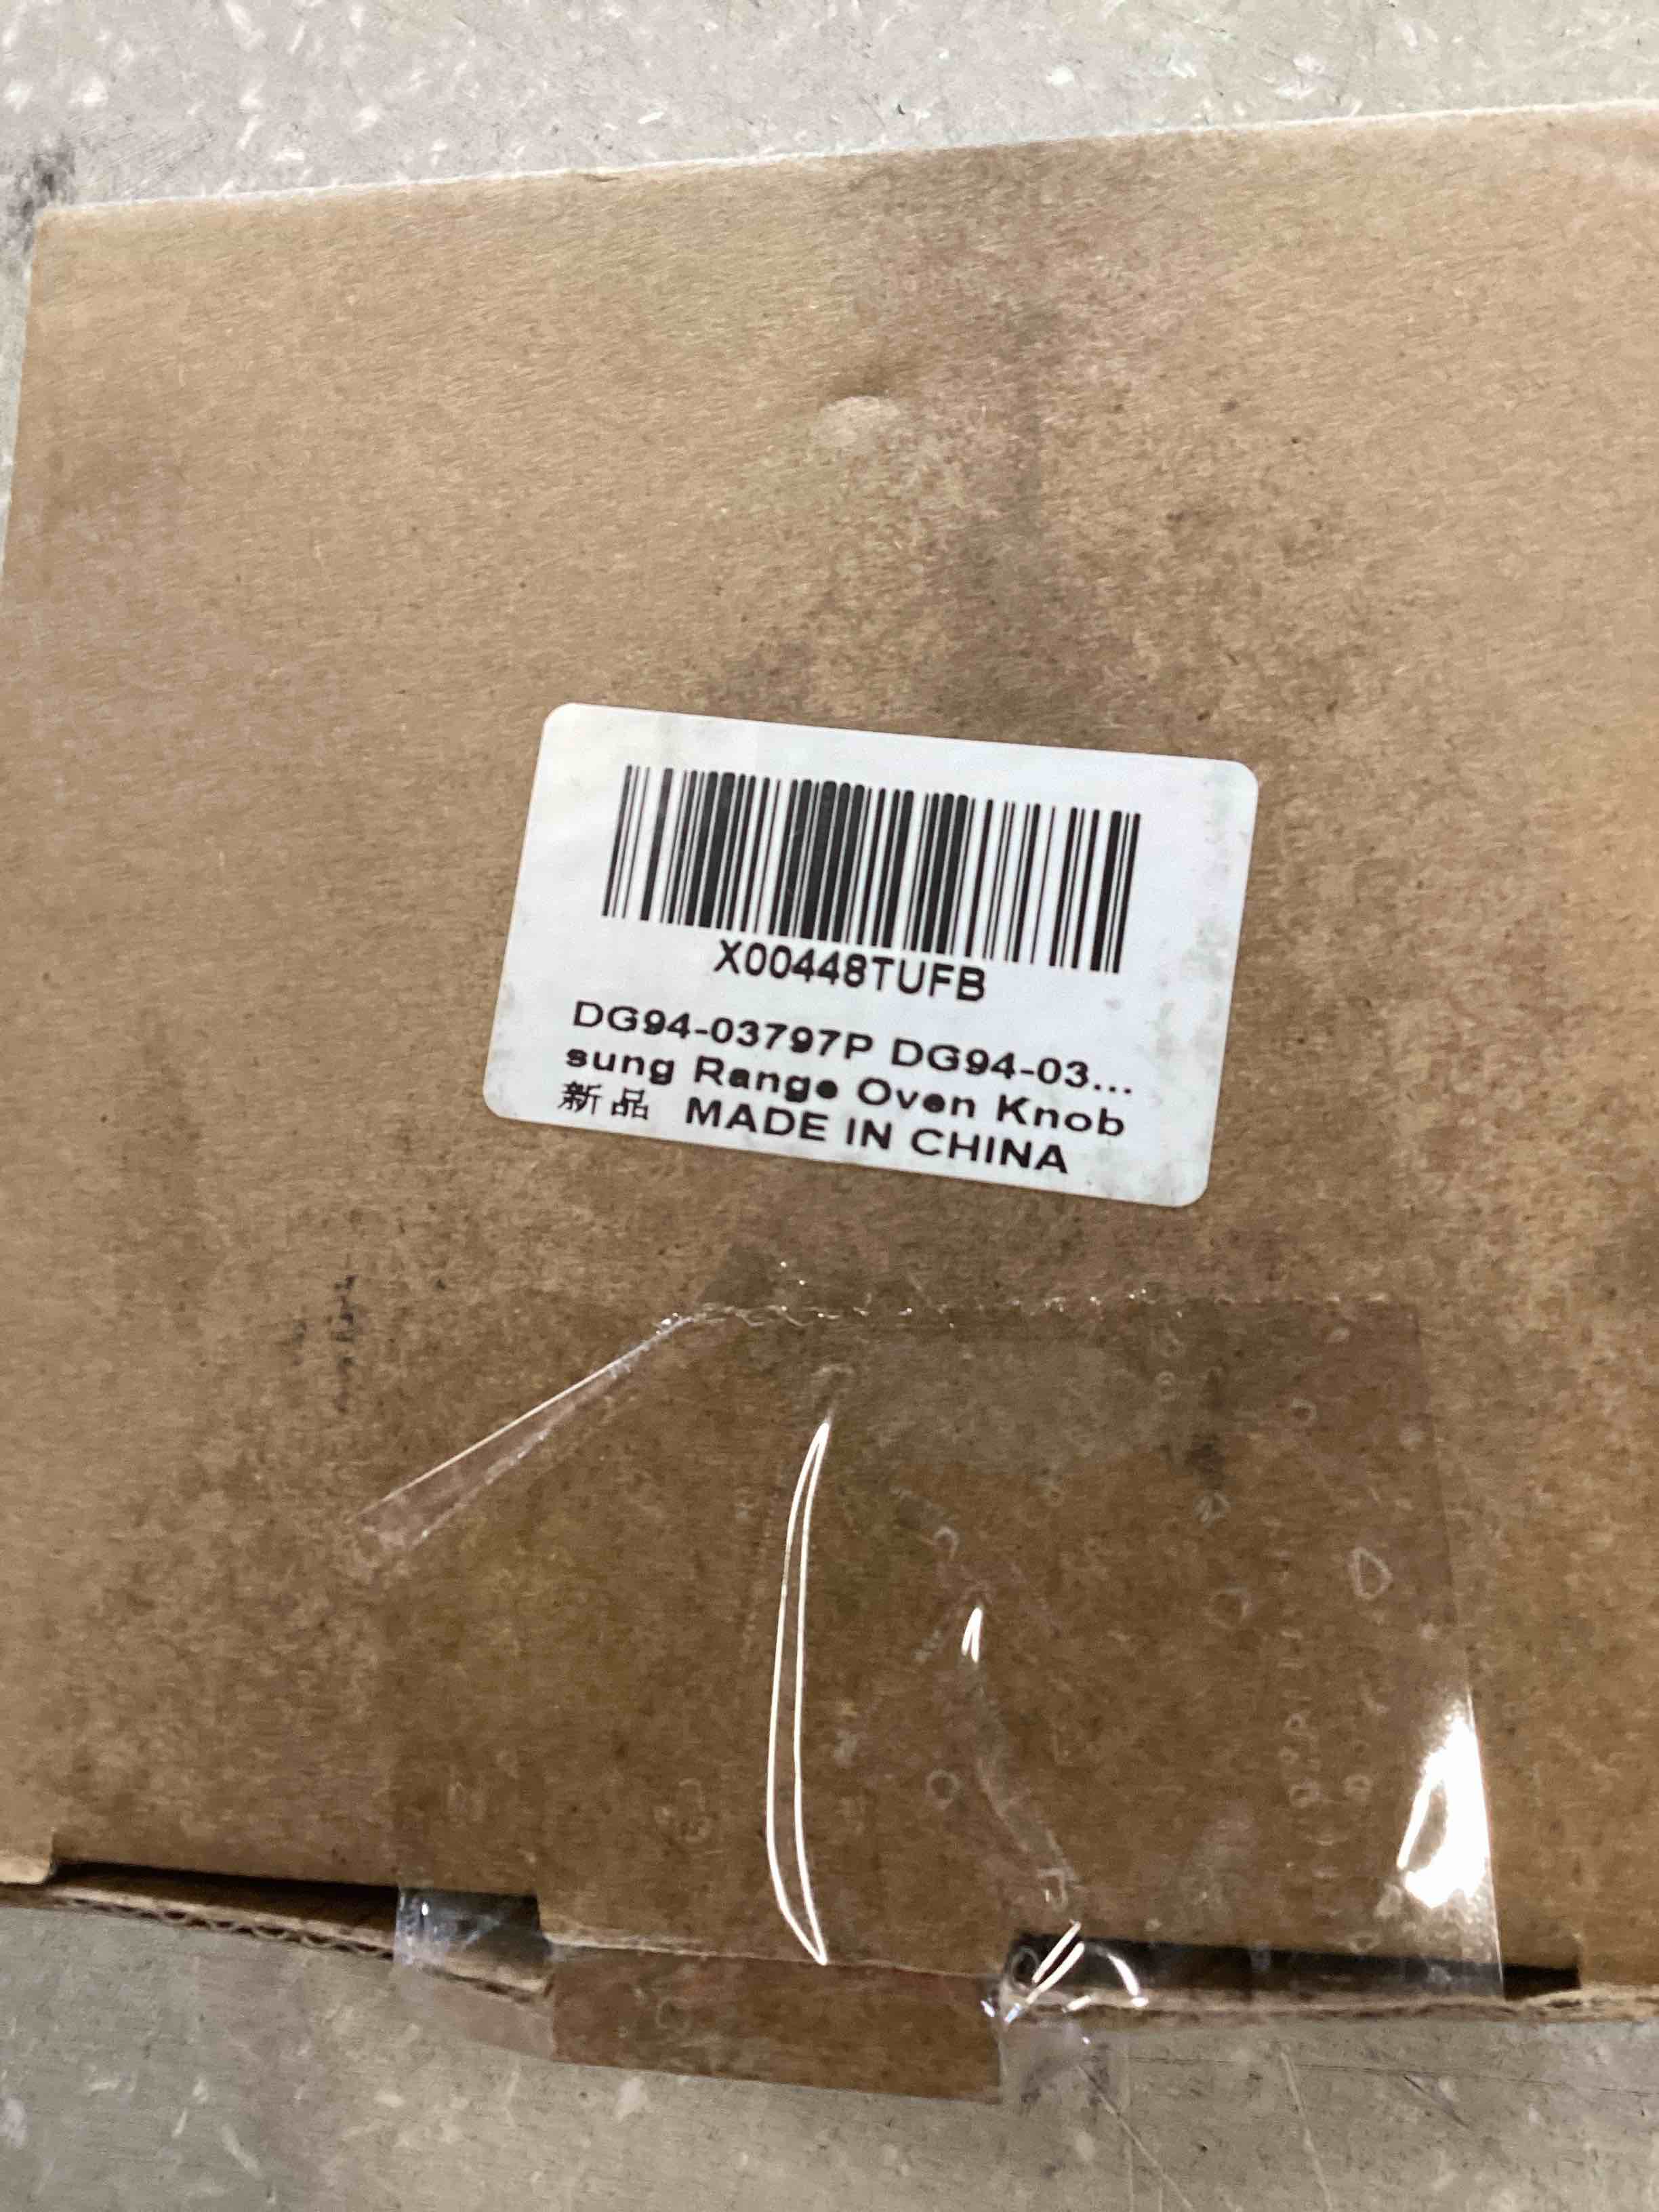 X00448TUFB
DG94-03797P DG94-03...
sung Range Oven Knob
新品 MADE IN CHINA